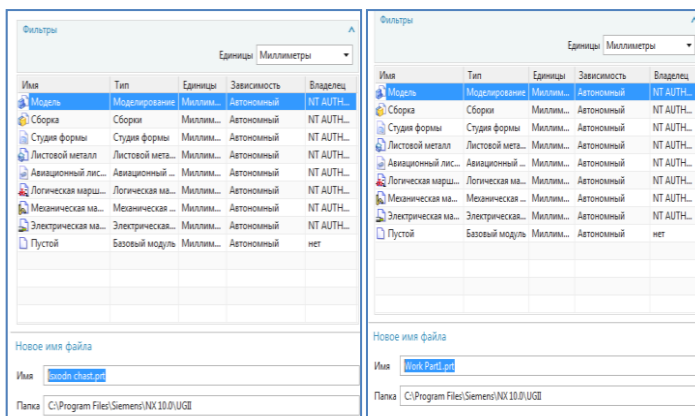 Фильтры
Единицы Миллиметры
Имя Тип Единицы Зависимость Владелец
Модель Моделирование Миллим... Автономный NT AUTH...
Сборка Сборки Миллим... Автономный NT AUTH...
Студия формы Студия формы Миллим... Автономный NT AUTH...
Листовой металл Листовой мета... Миллим... Автономный NT AUTH...
Авиационный лис... Авиационный ... Миллим... Автономный NT AUTH...
Логическая марш... Логическая ма... Миллим... Автономный NT AUTH...
Механическая ма... Механическая ... Миллим... Автономный NT AUTH...
Электрическая ма... Электрическая... Миллим... Автономный NT AUTH...
Пустой Базовый модуль Миллим... Автономный нет
Новое имя файла
Имя isxodn chast.prt
Папка C:\Program Files\Siemens\NX 10.0\UGII
Фильтры
Единицы Миллиметры
Имя Тип Единицы Зависимость Владелец
Модель Моделирование Миллим... Автономный NT AUTH...
Сборка Сборки Миллим... Автономный NT AUTH...
Студия формы Студия формы Миллим... Автономный NT AUTH...
Листовой металл Листовой мета... Миллим... Автономный NT AUTH...
Авиационный лис... Авиационный ... Миллим... Автономный NT AUTH...
Логическая марш... Логическая ма... Миллим... Автономный NT AUTH...
Механическая ма... Механическая ... Миллим... Автономный NT AUTH...
Электрическая ма... Электрическая... Миллим... Автономный NT AUTH...
Пустой Базовый модуль Миллим... Автономный нет
Новое имя файла
Имя Work Part1.prt
Папка C:\Program Files\Siemens\NX 10.0\UGII